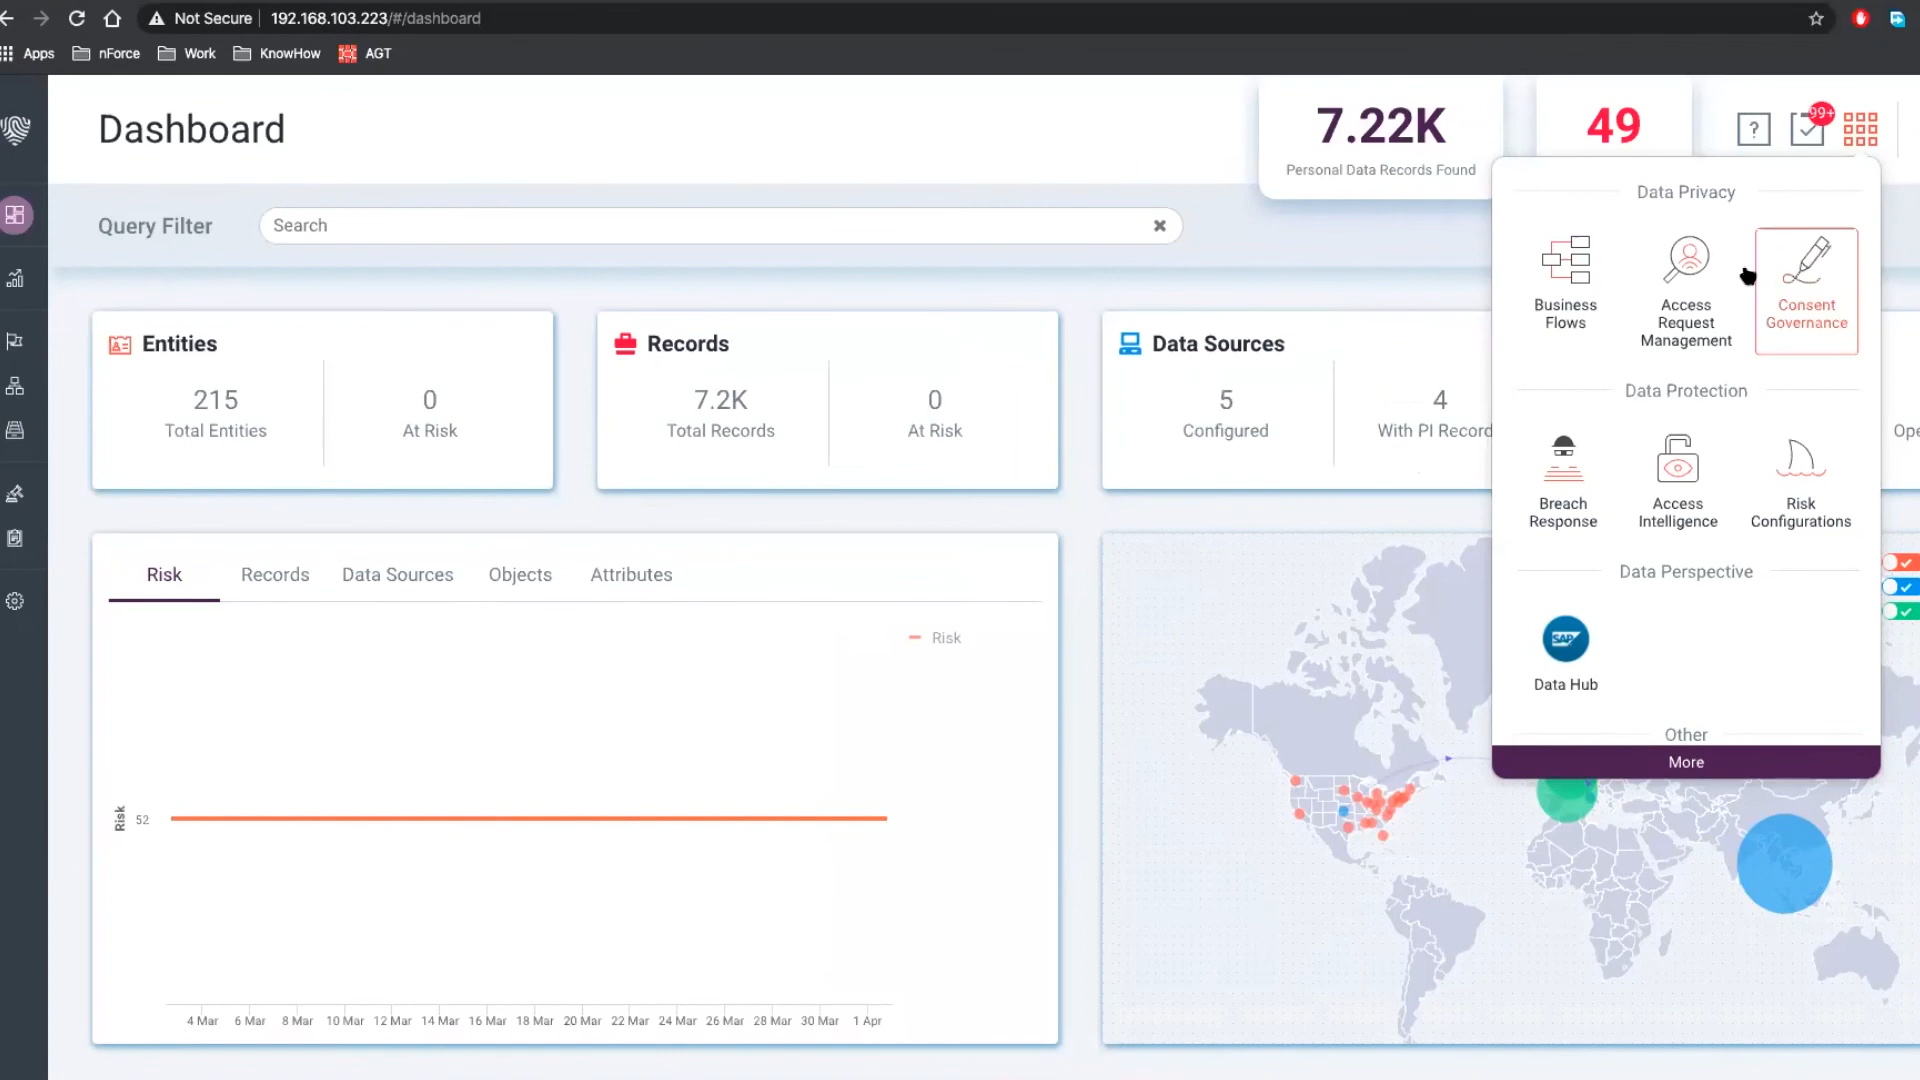 Not Secure
192.168.103.223/#/dashboard
Apps
nForce
Work
KnowHow
AGT
Dashboard
7.22K
Personal Data Records Found
49
?
99+
Query Filter
Search
Entities
215
Total Entities
0
At Risk
Records
7.2K
Total Records
0
At Risk
Data Sources
5
Configured
4
With PI Record
Ope
Data Privacy
Business
Flows
Access
Request
Management
Consent
Governance
Data Protection
Breach
Response
Access
Intelligence
Risk
Configurations
Data Perspective
SAP
Data Hub
Other
More
Risk
Records
Data Sources
Objects
Attributes
Risk
Risk
52
4 Mar
6 Mar
8 Mar
10 Mar
12 Mar
14 Mar
16 Mar
18 Mar
20 Mar
22 Mar
24 Mar
26 Mar
28 Mar
30 Mar
1 Apr